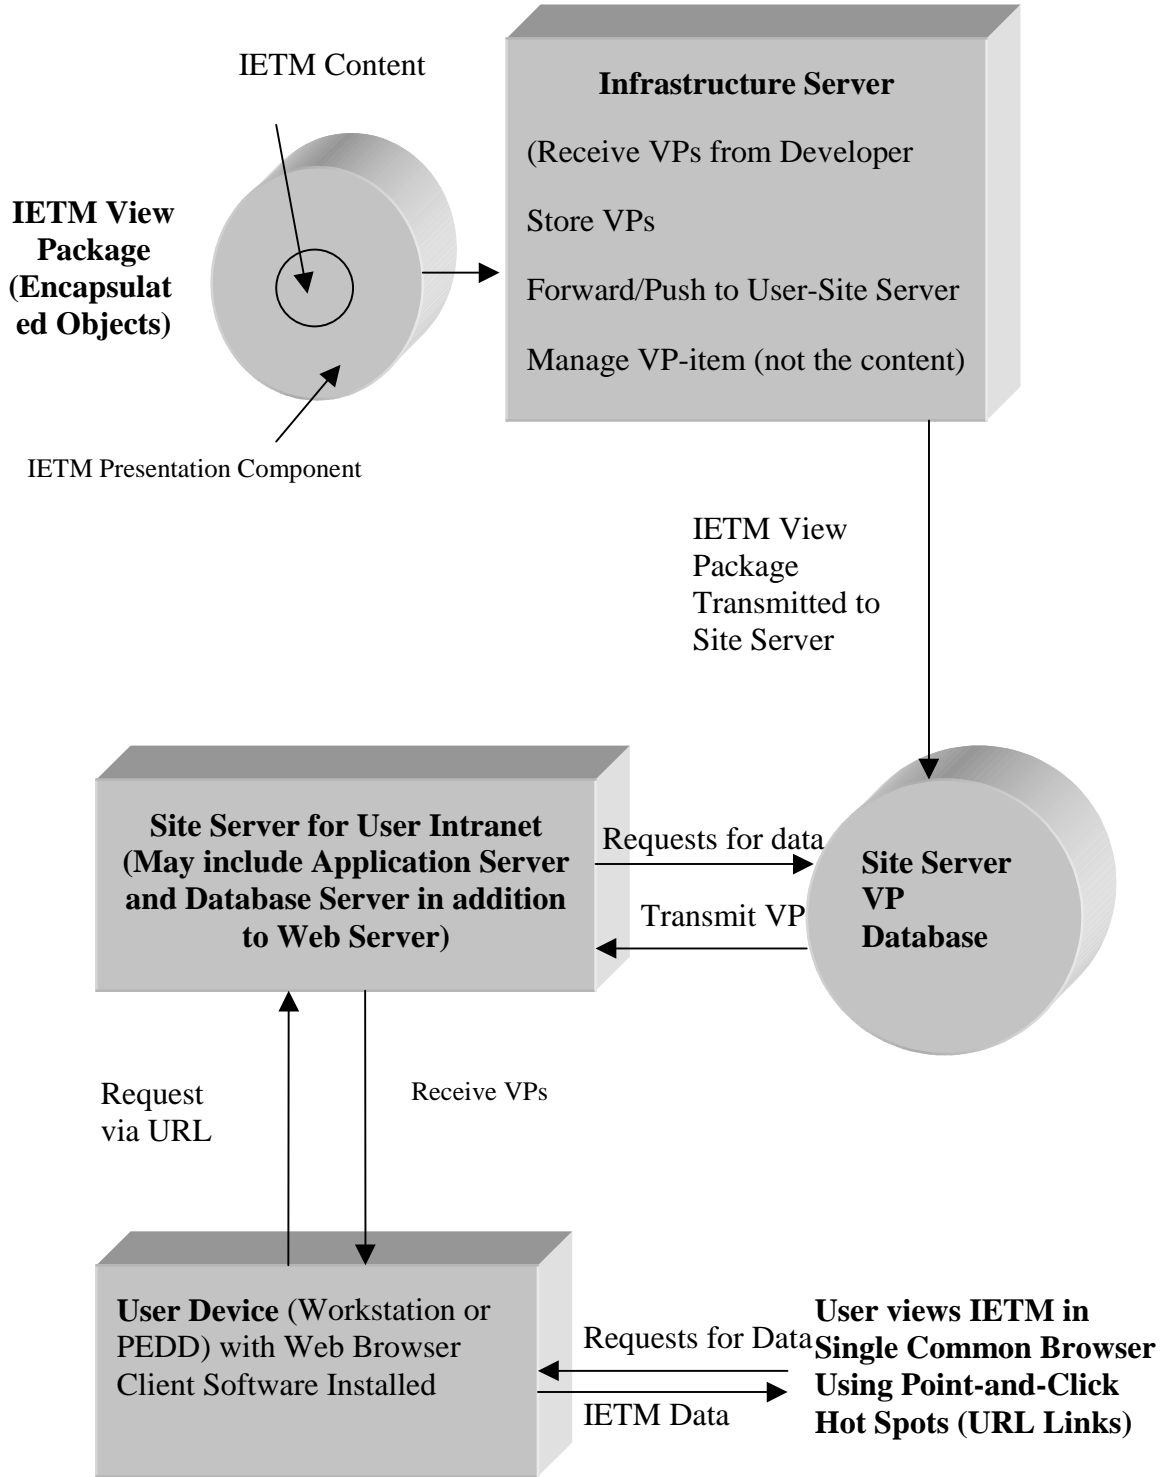 IETM Content
IETM View
Package
(Encapsulat
ed Objects)
IETM Presentation Component
Infrastructure Server
(Receive VPs from Developer
Store VPs
Forward/Push to User-Site Server
Manage VP-item (not the content)
IETM View
Package
Transmitted to
Site Server
Site Server for User Intranet
(May include Application Server
and Database Server in addition
to Web Server)
Requests for data
Transmit VP
Site Server
VP
Database
Request
via URL
Receive VPs
User Device (Workstation or
PEDD) with Web Browser
Client Software Installed
Requests for Data
IETM Data
User views IETM in
Single Common Browser
Using Point-and-Click
Hot Spots (URL Links)